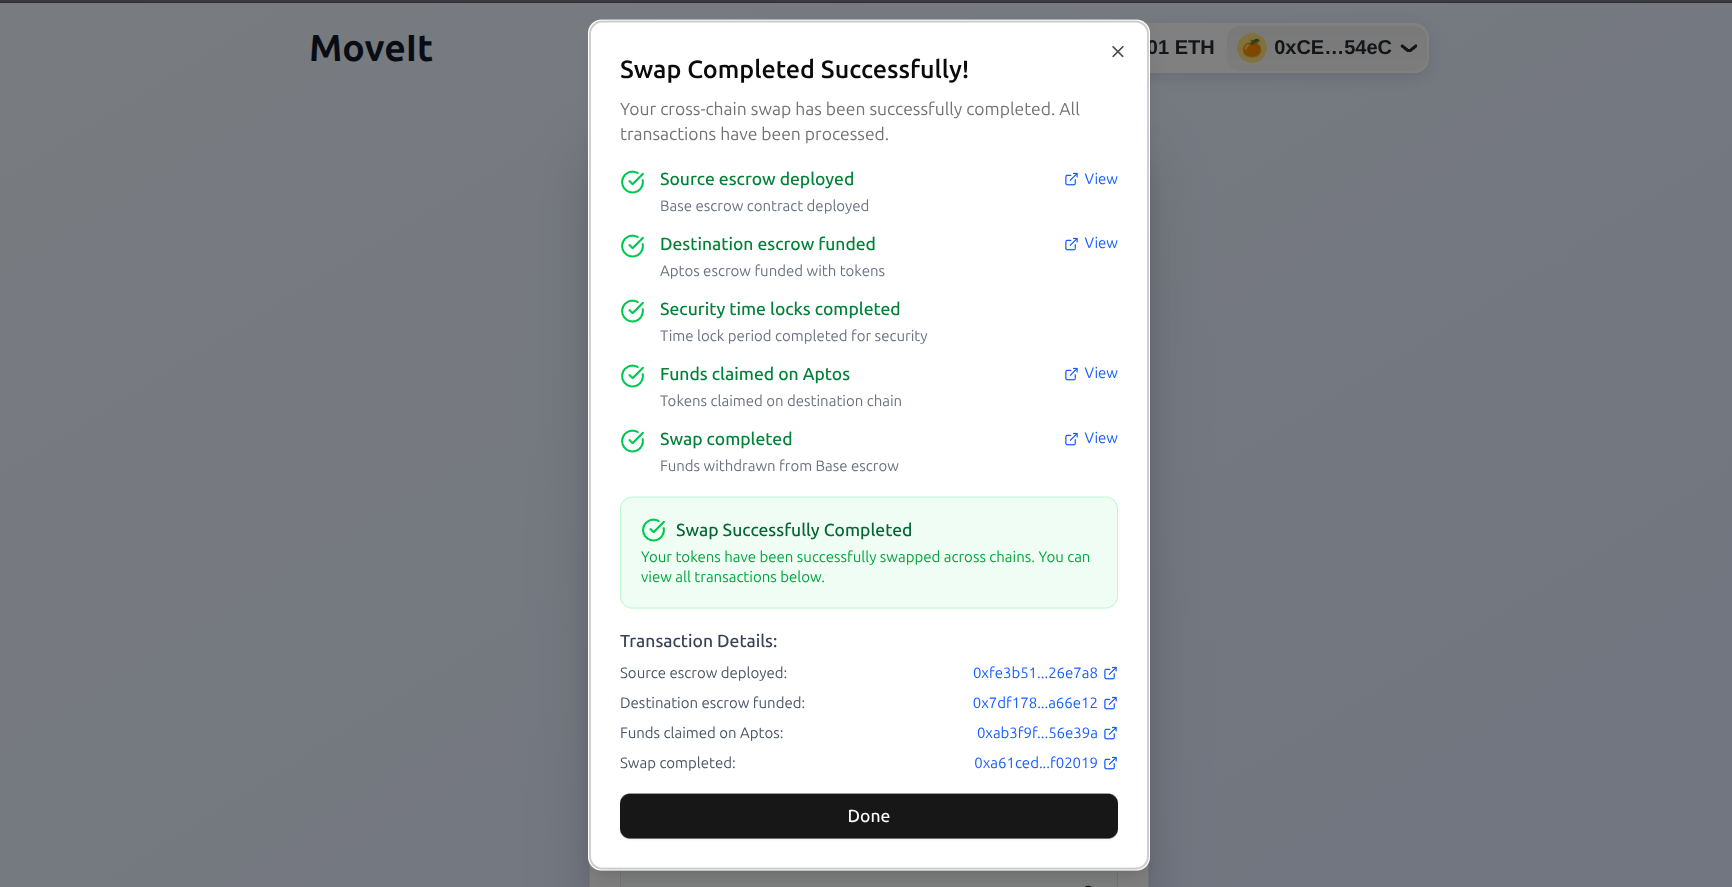 MoveIt
01 ETH
0xCE...54eC
Swap Completed Successfully!
Your cross-chain swap has been successfully completed. All
transactions have been processed.
Source escrow deployed
View
Base escrow contract deployed
Destination escrow funded
View
Aptos escrow funded with tokens
Security time locks completed
Time lock period completed for security
Funds claimed on Aptos
View
Tokens claimed on destination chain
Swap completed
View
Funds withdrawn from Base escrow
Swap Successfully Completed
Your tokens have been successfully swapped across chains. You can
view all transactions below.
Transaction Details:
Source escrow deployed:
0xfe3b51...26e7a8
Destination escrow funded:
0x7df178...a66e12
Funds claimed on Aptos:
0xab3f9f...56e39a
Swap completed:
0xa61ced...f02019
Done